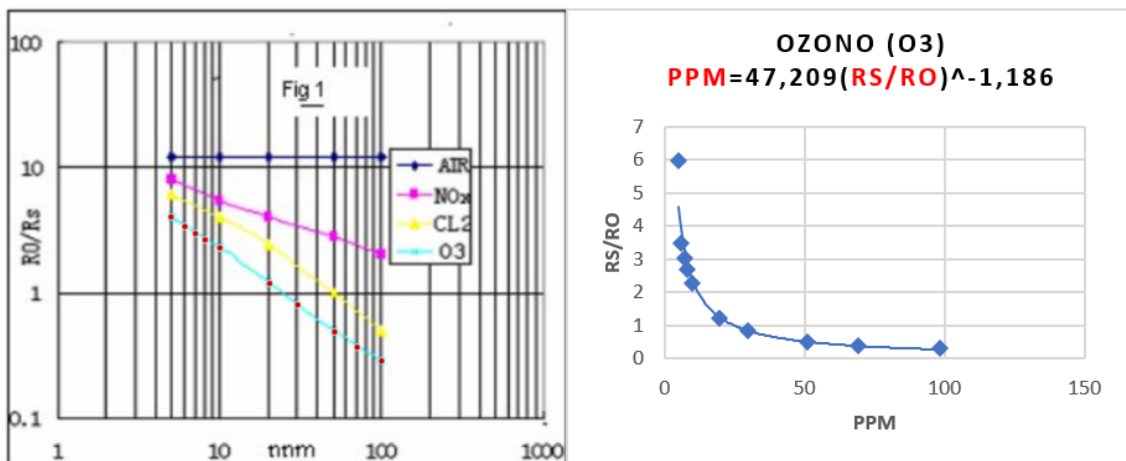 100
10
1
0.1
R0/Rs
Fig 1
AIR
NOx
CL2
O3
1
10
100
1000
OZONO (O3)
PPM=47,209(RS/RO)^-1,186
7
6
5
4
3
2
1
0
RS/RO
0
50
100
150
PPM